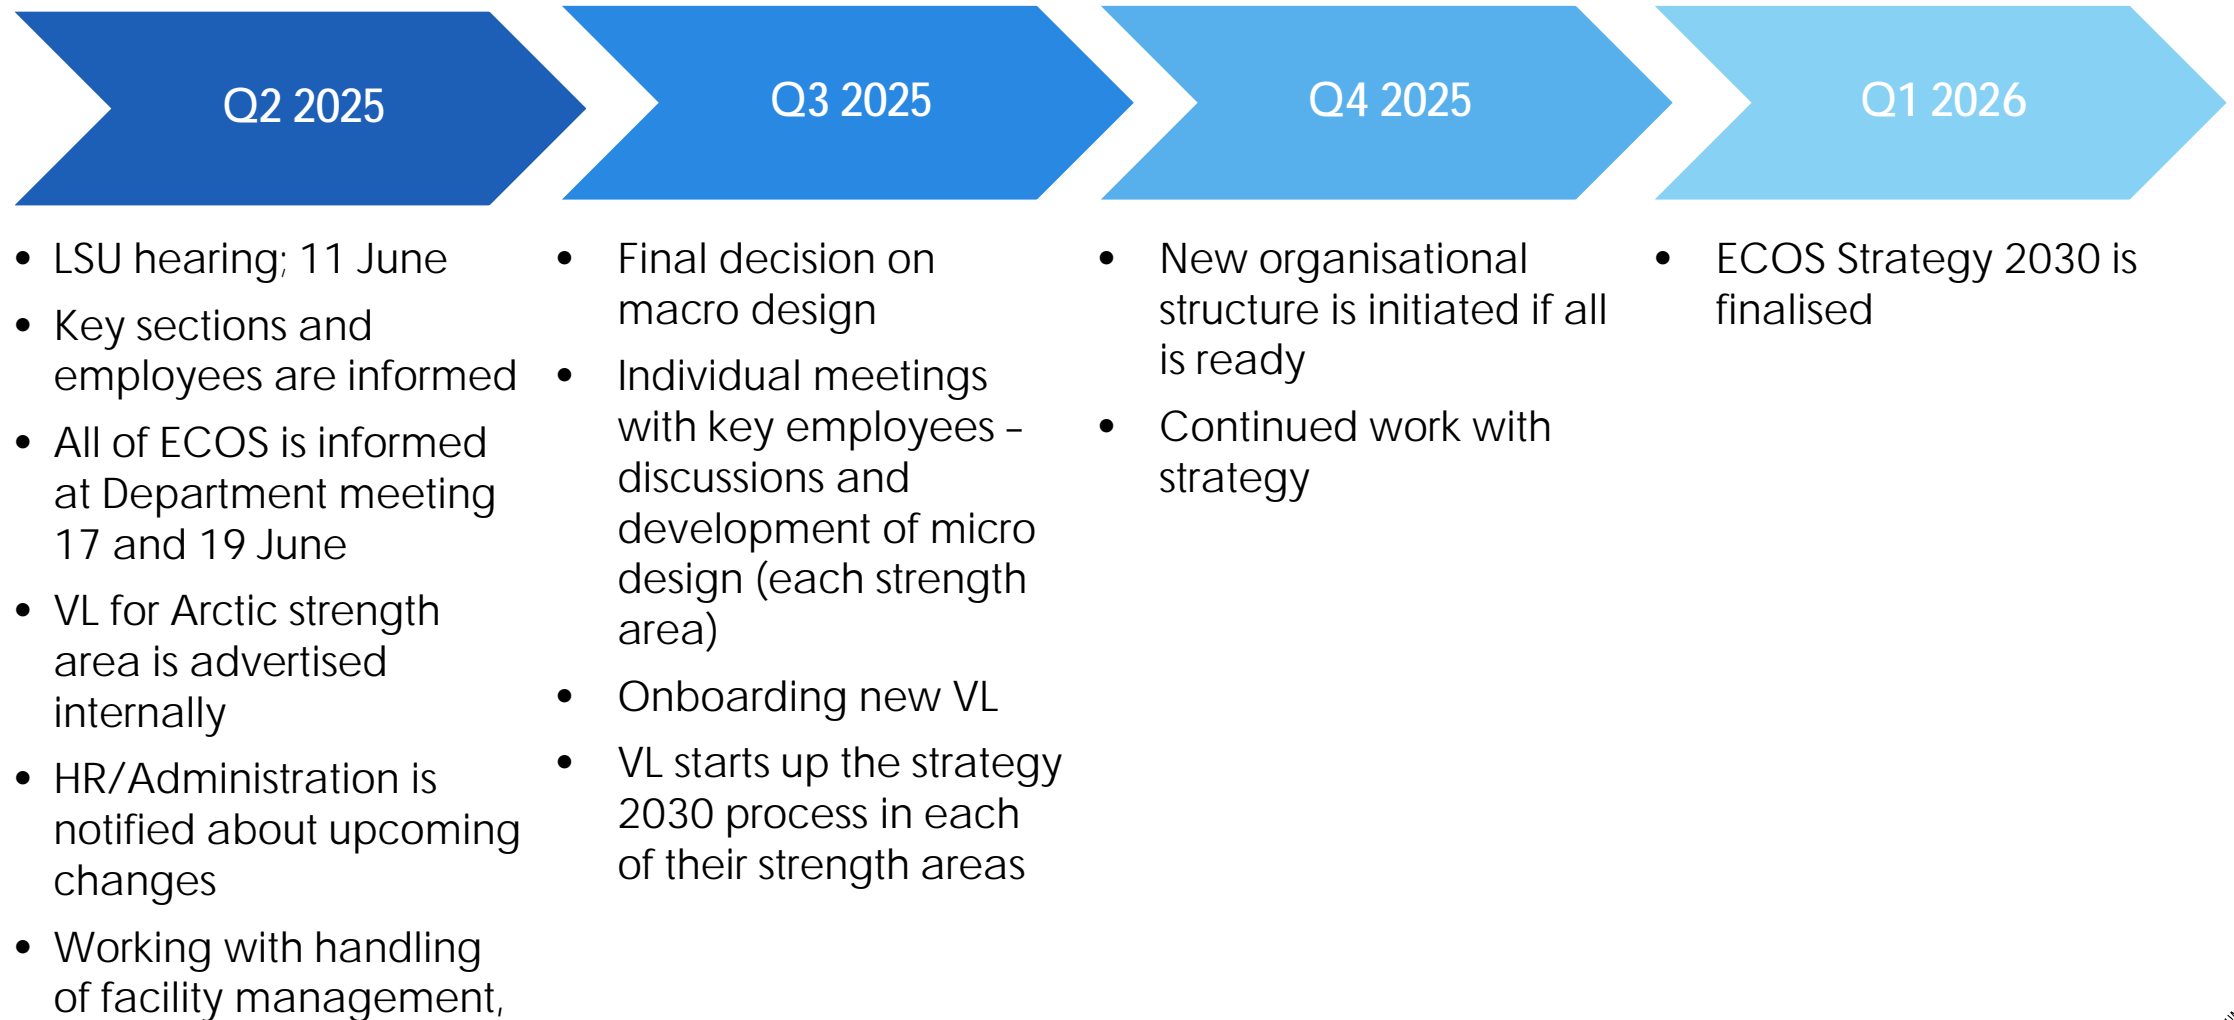 Q2 2025
Q3 2025
Q4 2025
Q1 2026
• LSU hearing; 11 June
• Key sections and
employees are informed
• All of ECOS is informed
at Department meeting
17 and 19 June
• VL for Arctic strength
area is advertised
internally
• HR/Administration is
notified about upcoming
changes
• Working with handling
of facility management,
• Final decision on
macro design
• Individual meetings
with key employees –
discussions and
development of micro
design (each strength
area)
• Onboarding new VL
• VL starts up the strategy
2030 process in each
of their strength areas
• New organisational
structure is initiated if all
is ready
• Continued work with
strategy
• ECOS Strategy 2030 is
finalised